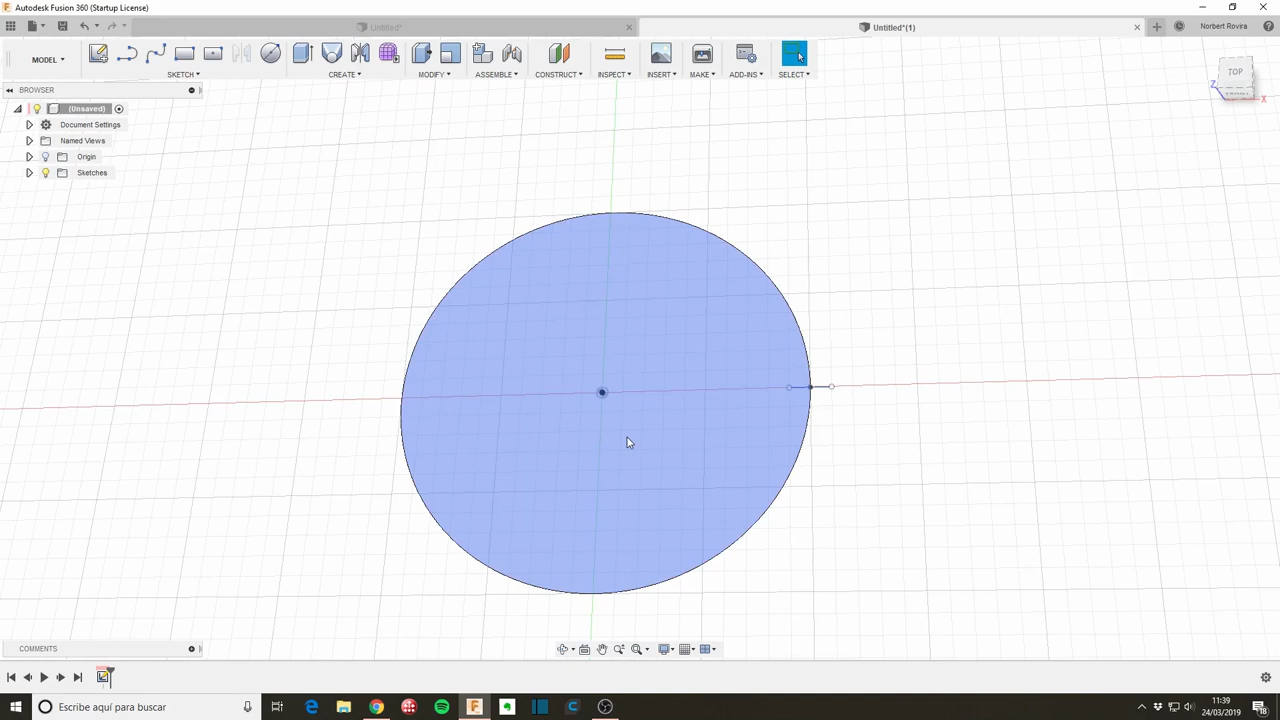 Autodesk Fusion 360 (Startup License)
Untitled*
Untitled*(1)
Norbert Rovira
MODEL
SKETCH
CREATE
MODIFY
ASSEMBLE
CONSTRUCT
INSPECT
INSERT
MAKE
ADD-INS
SELECT
BROWSER
(Unsaved)
Document Settings
Named Views
Origin
Sketches
TOP
Z
X
COMMENTS
Escribe aquí para buscar
11:39
24/03/2019
18